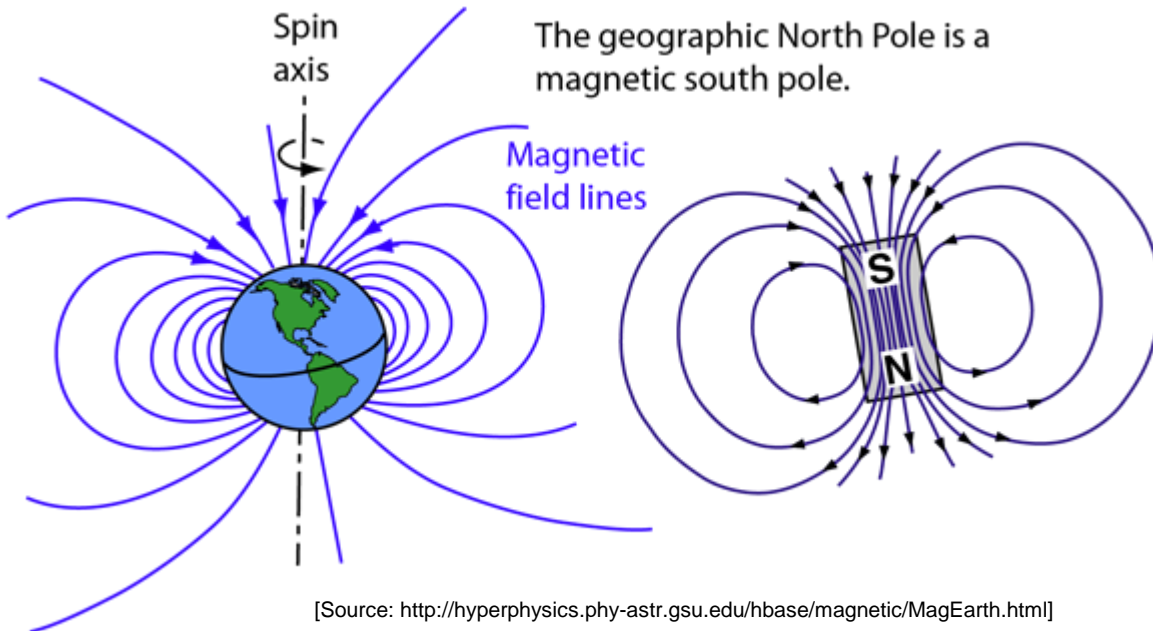 Spin
axis
The geographic North Pole is a
magnetic south pole.
Magnetic
field lines
S
N
[Source: http://hyperphysics.phy-astr.gsu.edu/hbase/magnetic/MagEarth.html]